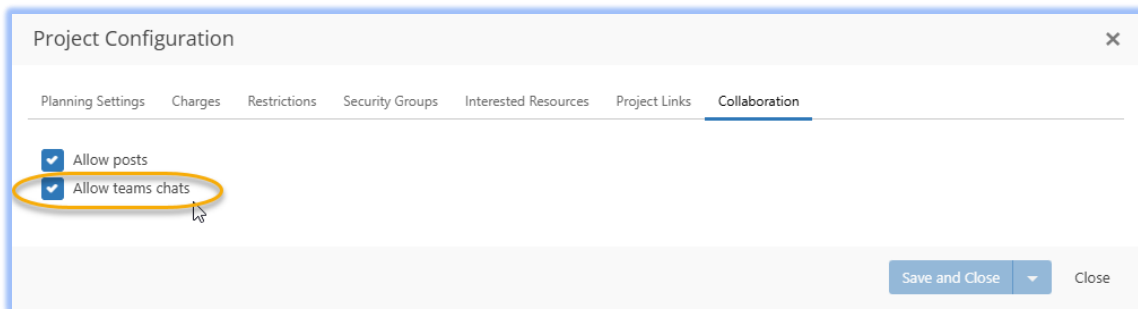 Project Configuration
Planning Settings Charges Restrictions Security Groups Interested Resources Project Links Collaboration
Allow posts
Allow teams chats
Save and Close Close